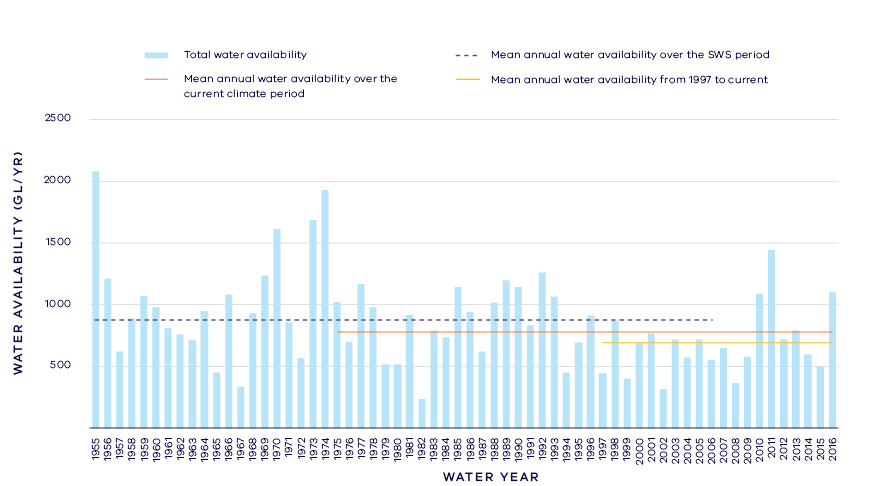 Total water availability
Mean annual water availability over the SWS period
Mean annual water availability over the
current climate period
Mean annual water availability from 1997 to current
WATER AVAILABILITY (GL/YR)
2500
2000
1500
1000
500
1955 1956 1957 1958 1959 1960 1961 1962 1963 1964 1965 1966 1967 1968 1969 1970 1971 1972 1973 1974 1975 1976 1977 1978 1979 1980 1981 1982 1983 1984 1985 1986 1987 1988 1989 1990 1991 1992 1993 1994 1995 1996 1997 1998 1999 2000 2001 2002 2003 2004 2005 2006 2007 2008 2009 2010 2011 2012 2013 2014 2015 2016
WATER YEAR